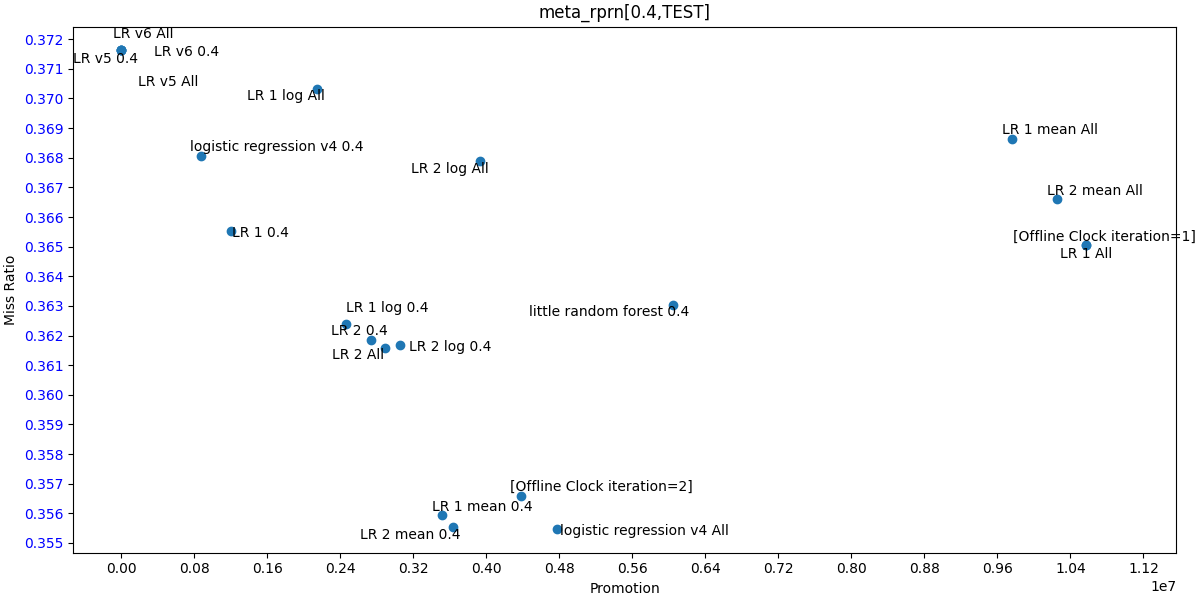 meta_rprn[0.4,TEST]
Miss Ratio
0.372
0.371
0.370
0.369
0.368
0.367
0.366
0.365
0.364
0.363
0.362
0.361
0.360
0.359
0.358
0.357
0.356
0.355
LR v6 All
LR v6 0.4
LR v5 0.4
LR v5 All
LR 1 log All
LR 1 mean All
logistic regression v4 0.4
LR 2 log All
LR 2 mean All
LR 1 0.4
[Offline Clock iteration=1]
LR 1 All
LR 1 log 0.4
little random forest 0.4
LR 2 0.4
LR 2 log 0.4
LR 2 All
[Offline Clock iteration=2]
LR 1 mean 0.4
LR 2 mean 0.4
logistic regression v4 All
0.00 0.08 0.16 0.24 0.32 0.40 0.48 0.56 0.64 0.72 0.80 0.88 0.96 1.04 1.12
1e7
Promotion